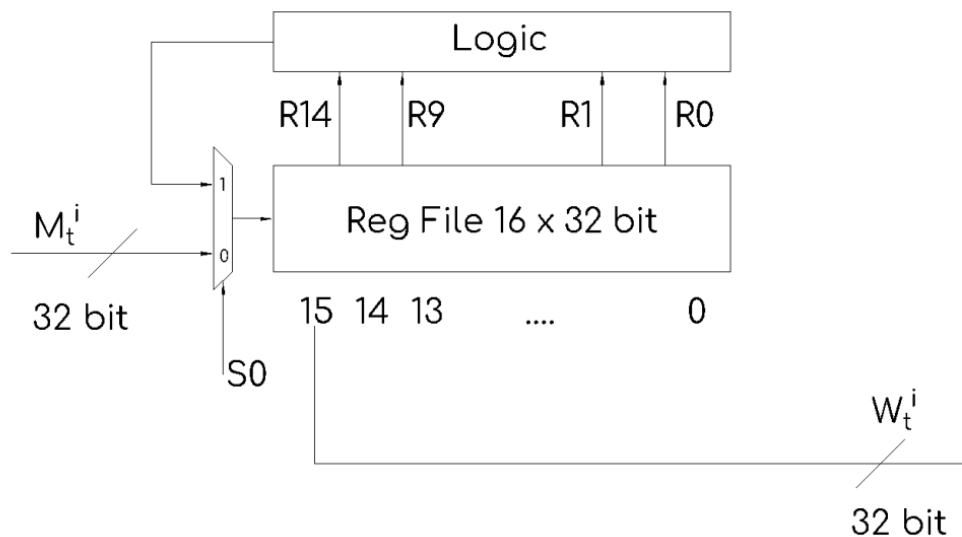 Logic
R14 R9 R1 R0
1
M_t^i
Reg File 16 x 32 bit
0
32 bit
15 14 13 .... 0
S0
W_t^i
32 bit